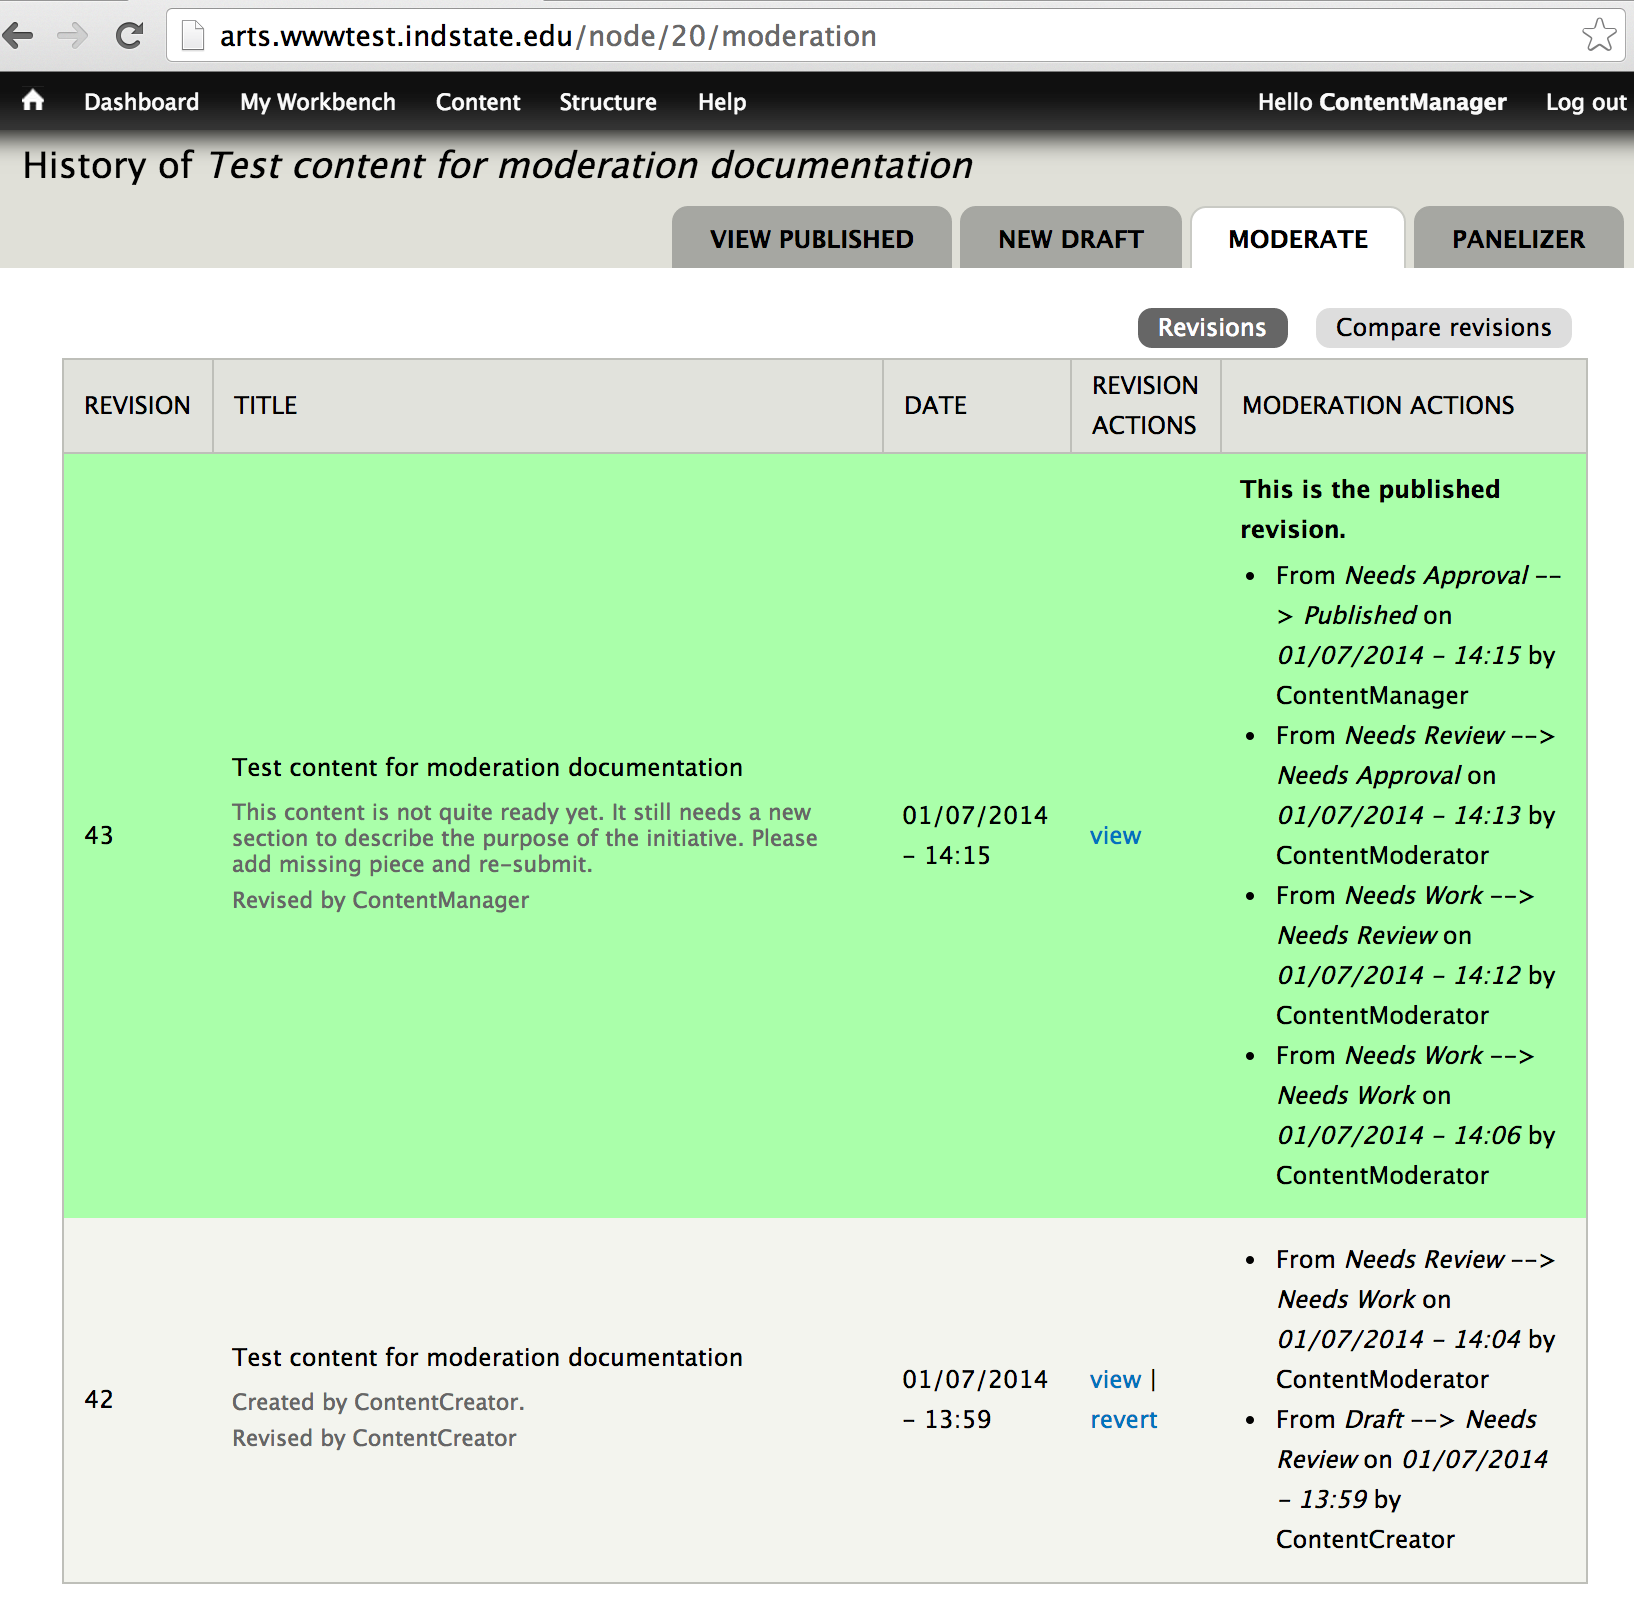 arts.wwwtest.indstate.edu/node/20/moderation
Dashboard My Workbench Content Structure Help Hello ContentManager Log out
History of Test content for moderation documentation
VIEW PUBLISHED NEW DRAFT MODERATE PANELIZER
Revisions Compare revisions
REVISION TITLE DATE REVISION ACTIONS MODERATION ACTIONS
43
Test content for moderation documentation
This content is not quite ready yet. It still needs a new
section to describe the purpose of the initiative. Please
add missing piece and re-submit.
Revised by ContentManager
01/07/2014
- 14:15
view
This is the published
revision.
• From Needs Approval --
> Published on
01/07/2014 - 14:15 by
ContentManager
• From Needs Review -->
Needs Approval on
01/07/2014 - 14:13 by
ContentModerator
• From Needs Work -->
Needs Review on
01/07/2014 - 14:12 by
ContentModerator
• From Needs Work -->
Needs Work on
01/07/2014 - 14:06 by
ContentModerator
42
Test content for moderation documentation
Created by ContentCreator.
Revised by ContentCreator
01/07/2014
- 13:59
view |
revert
• From Needs Review -->
Needs Work on
01/07/2014 - 14:04 by
ContentModerator
• From Draft --> Needs
Review on 01/07/2014
- 13:59 by
ContentCreator